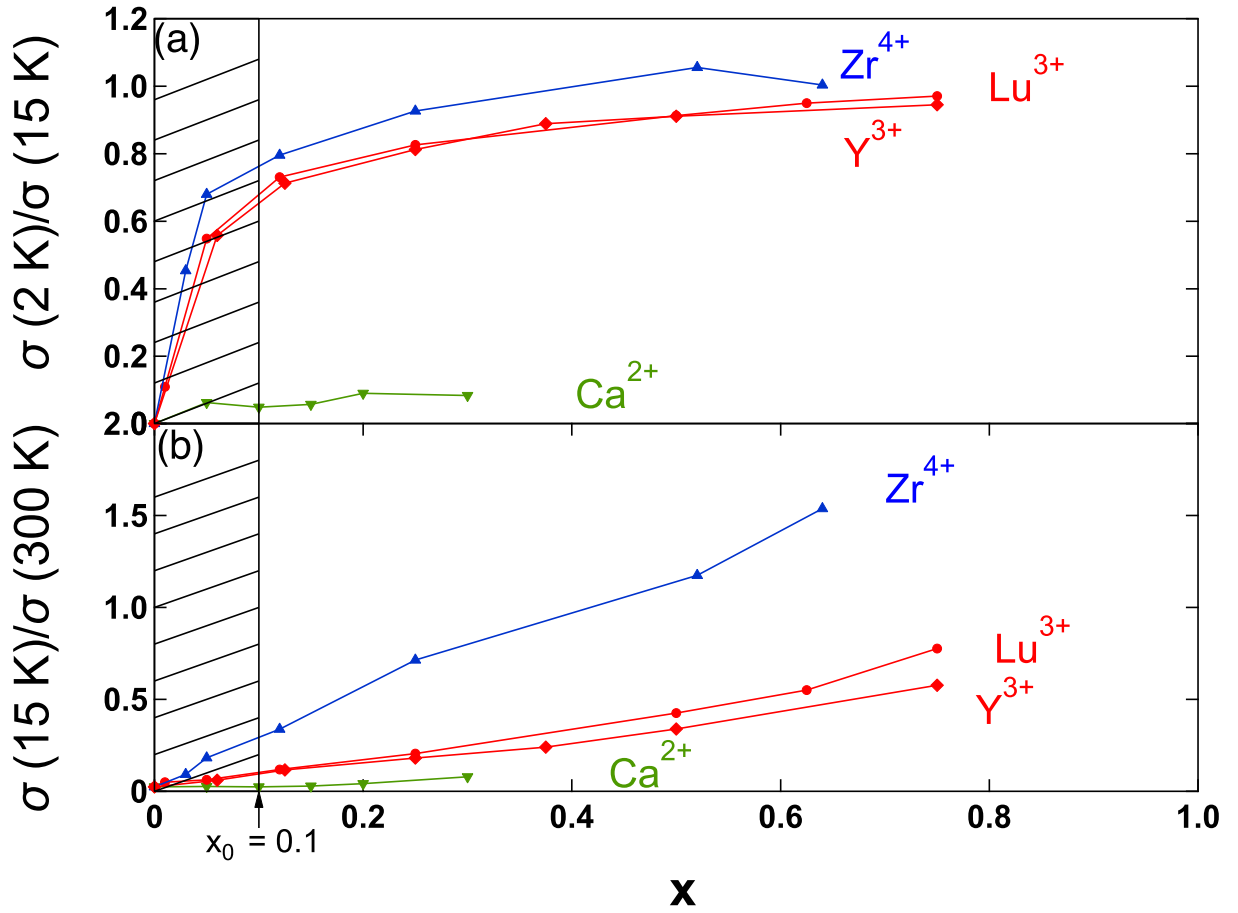 (a)
σ (2 K)/σ (15 K)
1.2
1.0
0.8
0.6
0.4
0.2
Zr⁴⁺
Lu³⁺
Y³⁺
Ca²⁺
(b)
σ (15 K)/σ (300 K)
2.0
1.5
1.0
0.5
0
Zr⁴⁺
Lu³⁺
Y³⁺
Ca²⁺
0 0.2 0.4 0.6 0.8 1.0
x₀ = 0.1
x